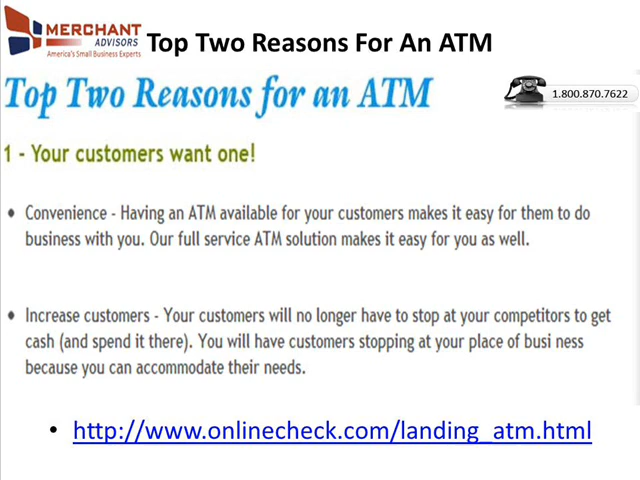 MERCHANT
ADVISORS
America's Small Business Experts
Top Two Reasons For An ATM
Top Two Reasons for an ATM
1.800.870.7622
1 - Your customers want one!
• Convenience - Having an ATM available for your customers makes it easy for them to do
business with you. Our full service ATM solution makes it easy for you as well.
• Increase customers - Your customers will no longer have to stop at your competitors to get
cash (and spend it there). You will have customers stopping at your place of busi ness
because you can accommodate their needs.
• http://www.onlinecheck.com/landing_atm.html